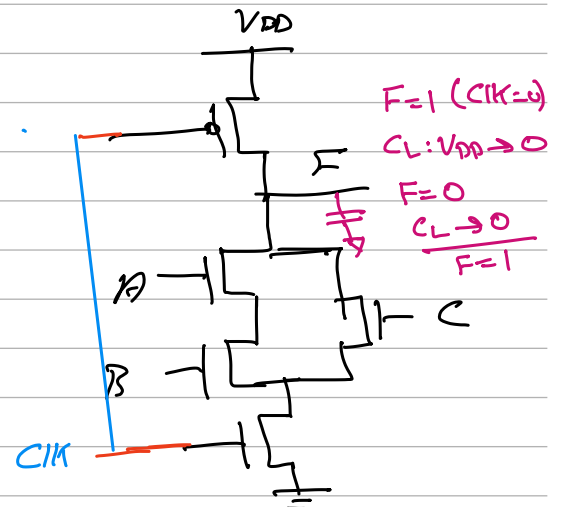 VDD
F=1 (ClK=0)
CL:VDD→0
F
F=0
CL→0
F=1
A
C
B
ClK